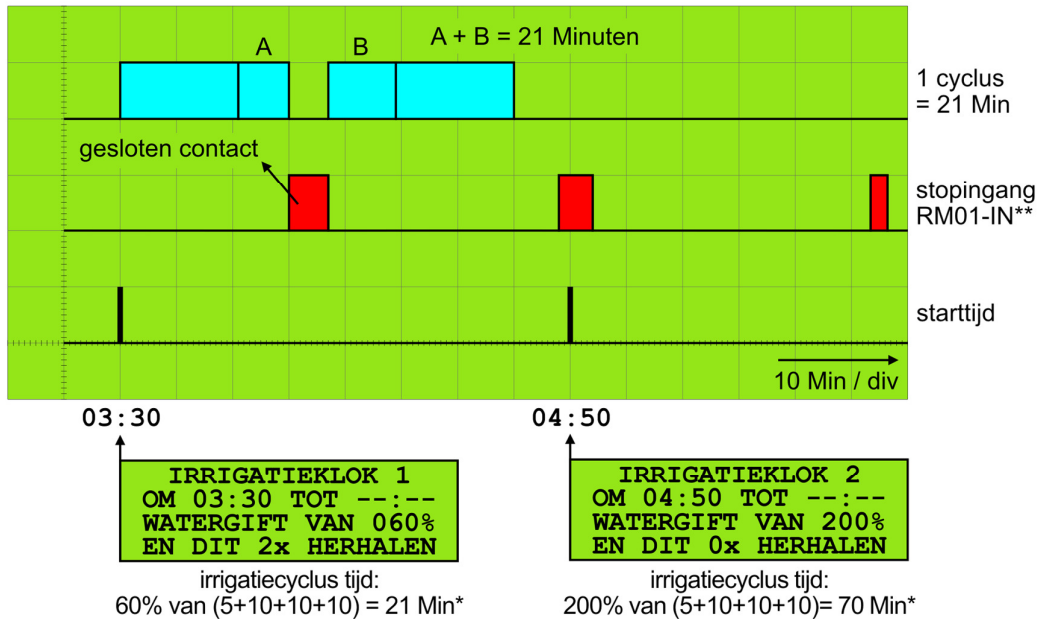 A + B = 21 Minuten
A
B
1 cyclus
= 21 Min
gesloten contact
stopingang
RM01-IN**
starttijd
10 Min / div
03:30
04:50
IRRIGATIEKLOK 1
OM 03:30 TOT --:--
WATERGIFT VAN 060%
EN DIT 2x HERHALEN
irrigatiecyclus tijd:
60% van (5+10+10+10) = 21 Min*
IRRIGATIEKLOK 2
OM 04:50 TOT --:--
WATERGIFT VAN 200%
EN DIT 0x HERHALEN
irrigatiecyclus tijd:
200% van (5+10+10+10)= 70 Min*